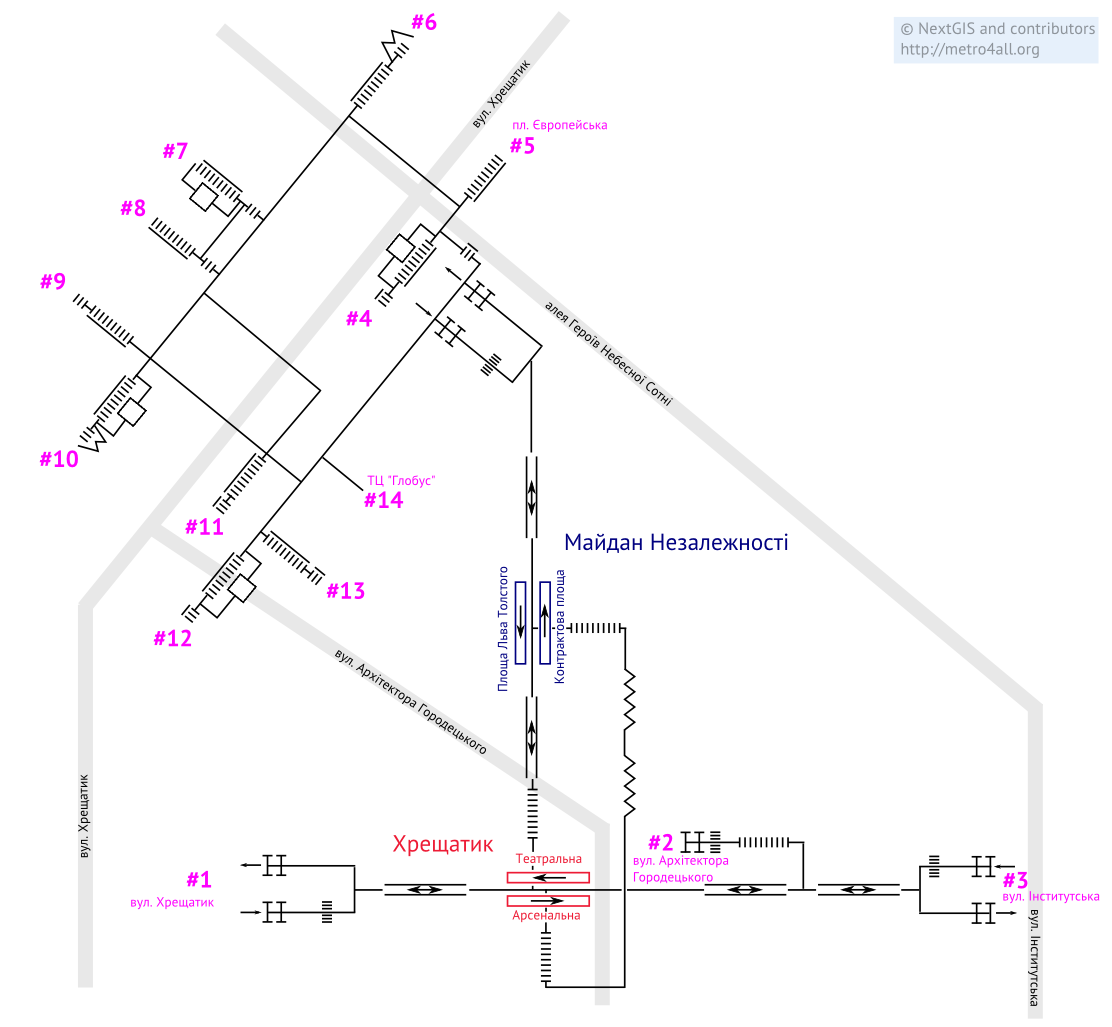 #6
© NextGIS and contributors
http://metro4all.org
вул. Хрещатик
пл. Європейська
#5
#7
#8
#9
#4
алея Героїв Небесної Сотні
#10
ТЦ "Глобус"
#14
#11
Майдан Незалежності
#13
#12
Площа Льва Толстого
Контрактова площа
вул. Архітектора Городецького
вул. Хрещатик
Хрещатик
Театральна
#2
вул. Архітектора
Городецького
#1
вул. Хрещатик
#3
вул. Інститутська
Арсенальна
вул. Інститутська